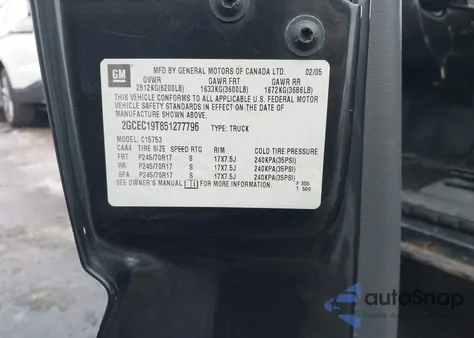 GM
MFD BY GENERAL MOTORS OF CANADA LTD. 02/05
GVWR GAWR FRT GAWR RR
2812KG(6200LB) 1633KG(3600LB) 1672KG(3686LB)
THIS VEHICLE CONFORMS TO ALL APPLICABLE U.S. FEDERAL MOTOR
VEHICLE SAFETY STANDARDS IN EFFECT ON THE DATE OF
MANUFACTURE SHOWN ABOVE.
2GCEC19T851277796 TYPE: TRUCK
MODEL: C15753
CAA4 TIRE SIZE SPEED RTG RIM COLD TIRE PRESSURE
FRT P245/70R17 S 17X7.5J 240KPA(35PSI)
RR P245/70R17 S 17X7.5J 240KPA(35PSI)
SPA P245/70R17 S 17X7.5J 240KPA(35PSI)
SEE OWNER'S MANUAL FOR ADDITIONAL INFORMATION.
F 355
T 509
autoSnap